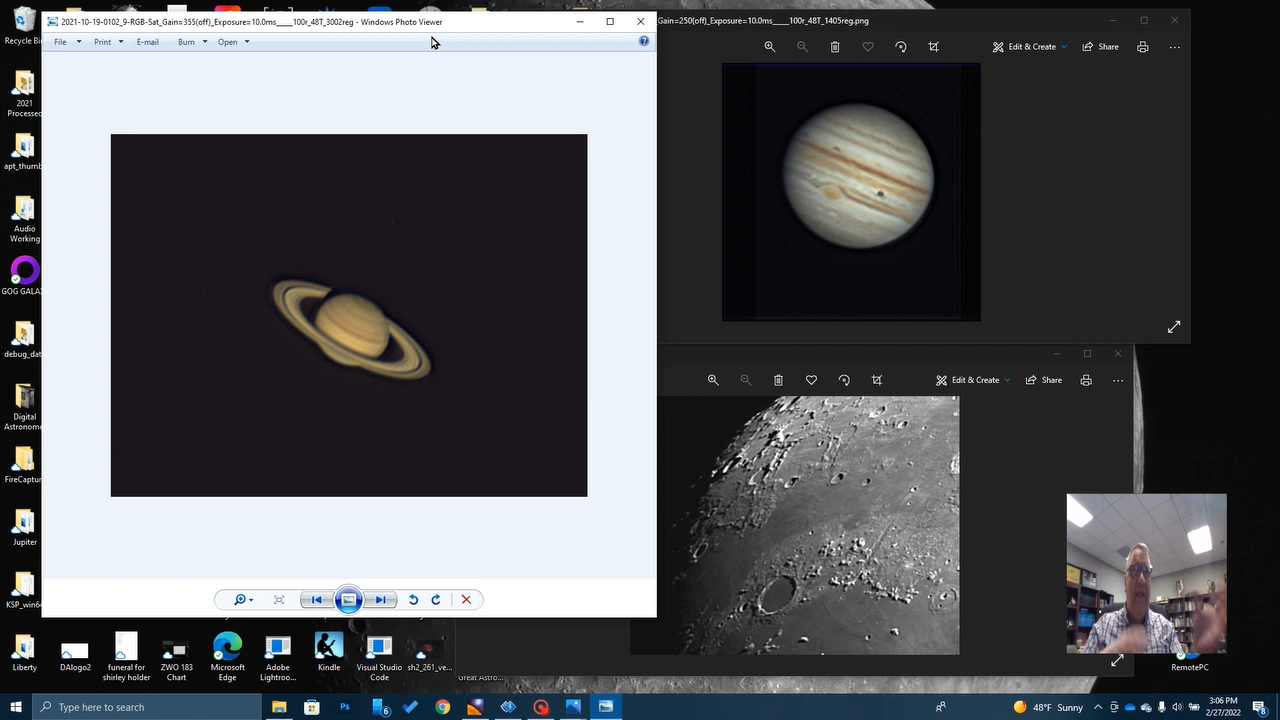 Recycle Bin
2021
Processed
apt_thumb
Audio
Working
GOG GALA
debug_dat
Digital
Astronome
FireCaptur
Jupiter
KSP_win64
Liberty
2021-10-19-0102_9-RGB-Sat_Gain=355(off)_Exposure=10.0ms____100r_48T_3002reg - Windows Photo Viewer
File
Print
E-mail
Burn
Open
Gain=250(off)_Exposure=10.0ms____100r_48T_1405reg.png
Edit & Create
Share
Edit & Create
Share
DAlogo2
funeral for
shirley holder
ZWO 183
Chart
Microsoft
Edge
Adobe
Lightroo...
Kindle
Visual Studio
Code
sh2_261_ve...
Great Astro...
RemotePC
Type here to search
48°F Sunny
3:06 PM
2/27/2022